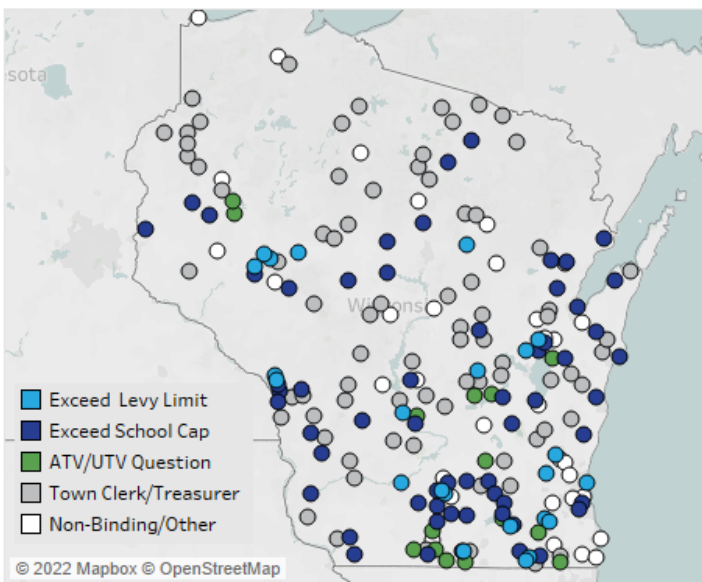 sota
Wisconsi
Exceed Levy Limit
Exceed School Cap
ATV/UTV Question
Town Clerk/Treasurer
Non-Binding/Other
© 2022 Mapbox © OpenStreetMap